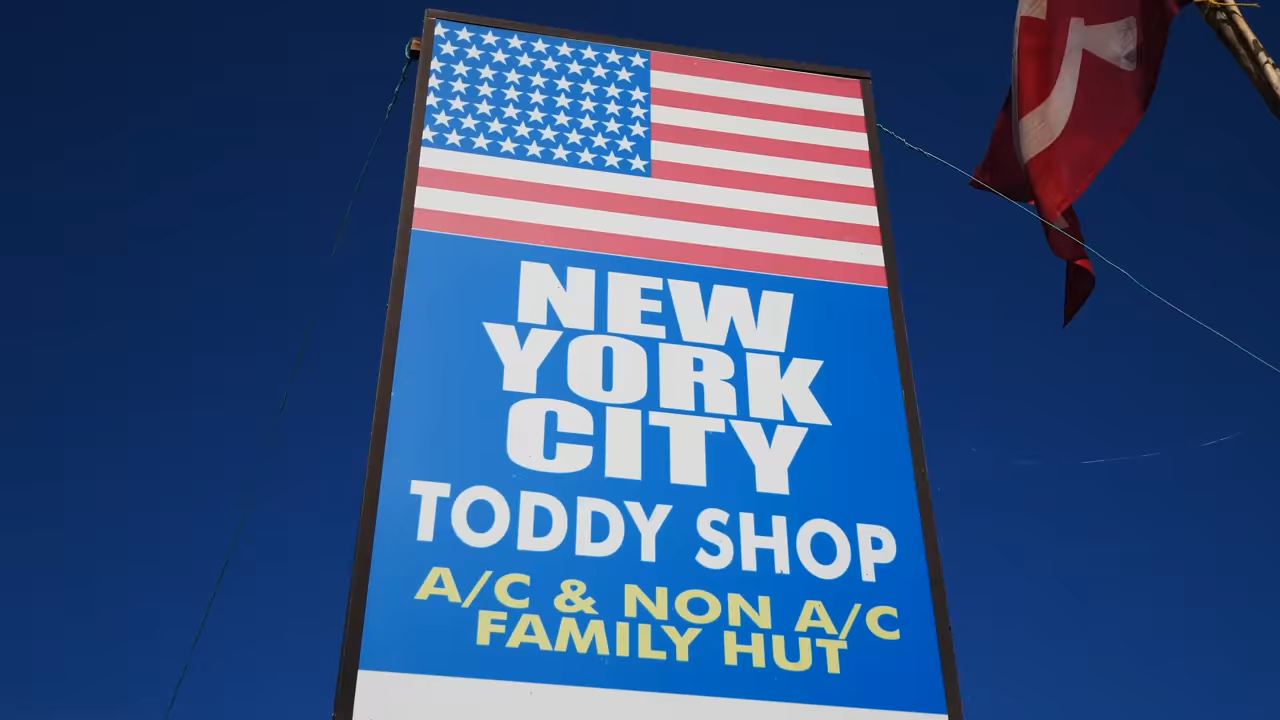 NEW
YORK
CITY
TODDY SHOP
A/C & NON A/C
FAMILY HUT